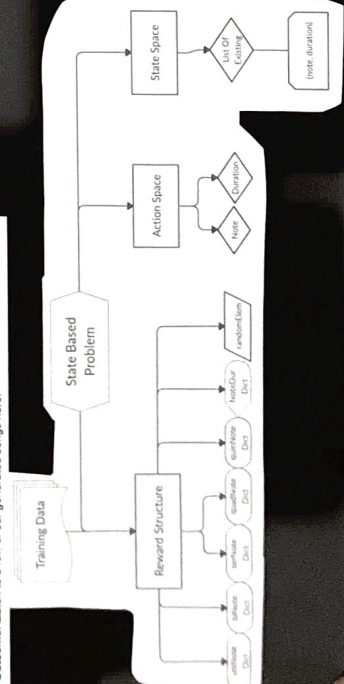 Training Data
State Based
Problem
Reward Structure
Action Space
State Space
Dict
Dict
Dict
Dict
quinNote
Dict
NoteDur
Dict
randomElem
Note
Duration
List Of
Existing
(note, duration)